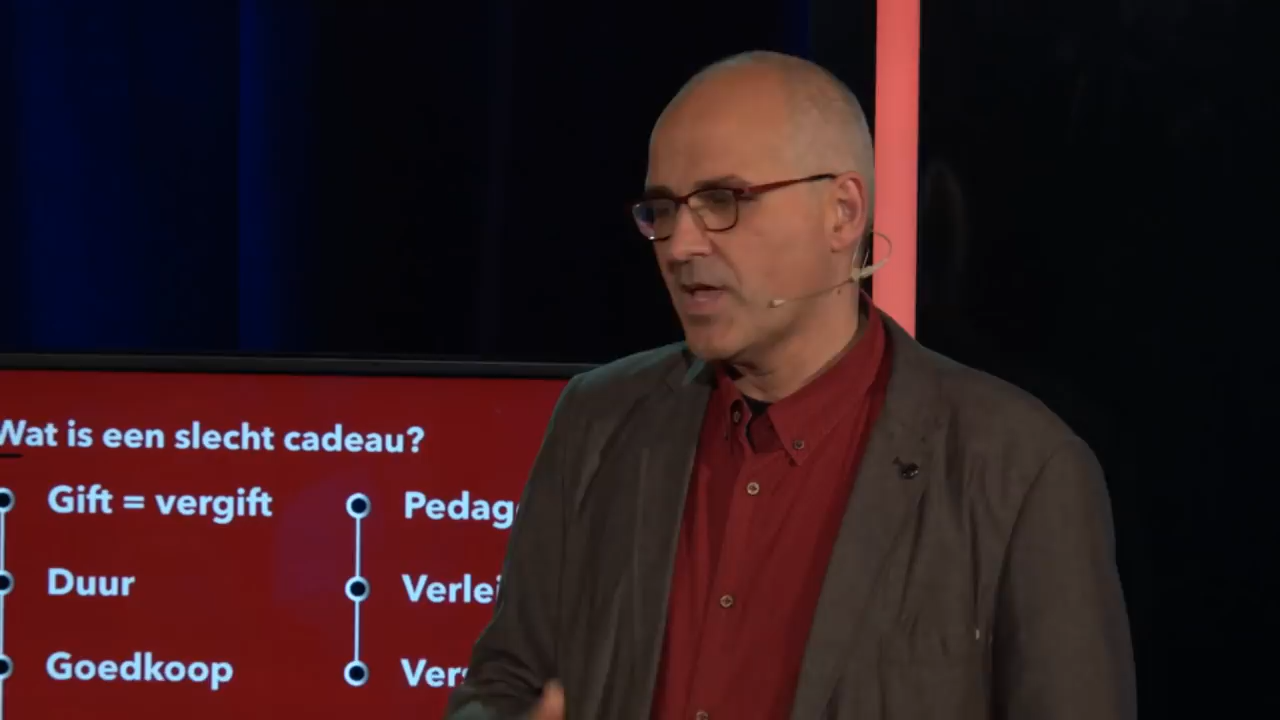 Wat is een slecht cadeau?
Gift = vergift
Duur
Goedkoop